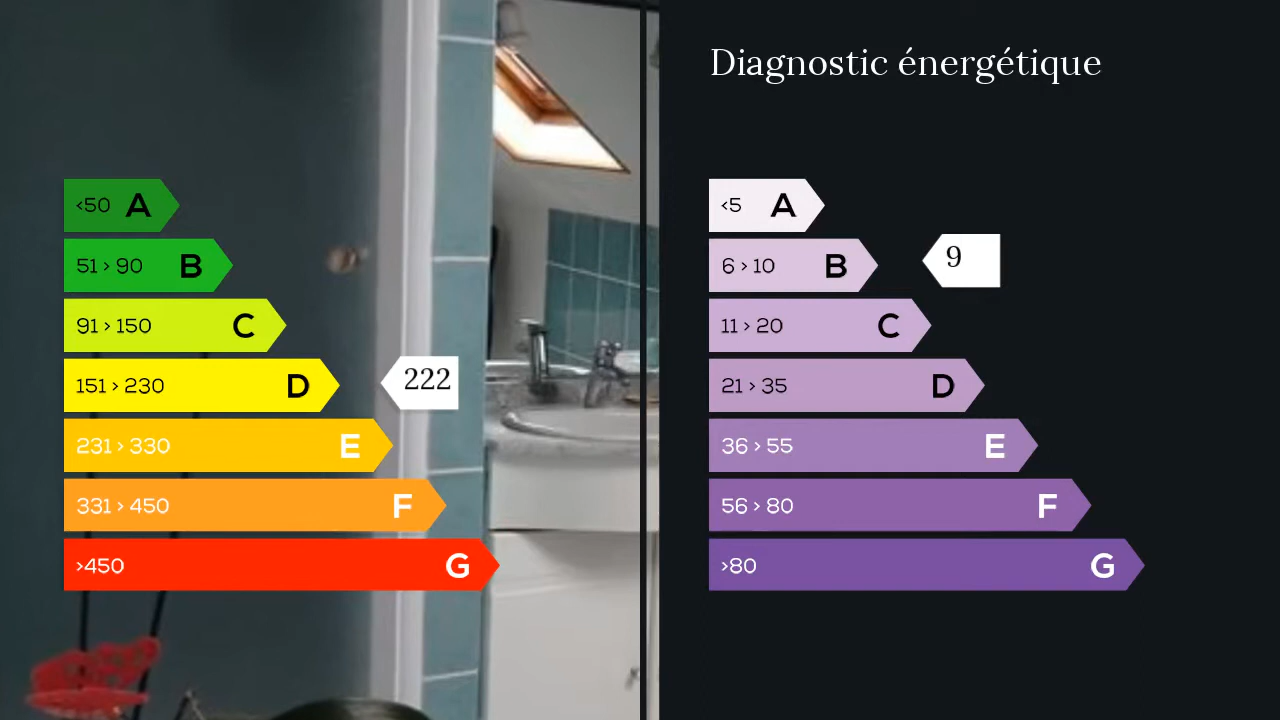 Diagnostic énergétique
<50 A
51 > 90 B
91 > 150 C
151 > 230 D
222
231 > 330 E
331 > 450 F
>450 G
<5 A
6 > 10 B
9
11 > 20 C
21 > 35 D
36 > 55 E
56 > 80 F
>80 G